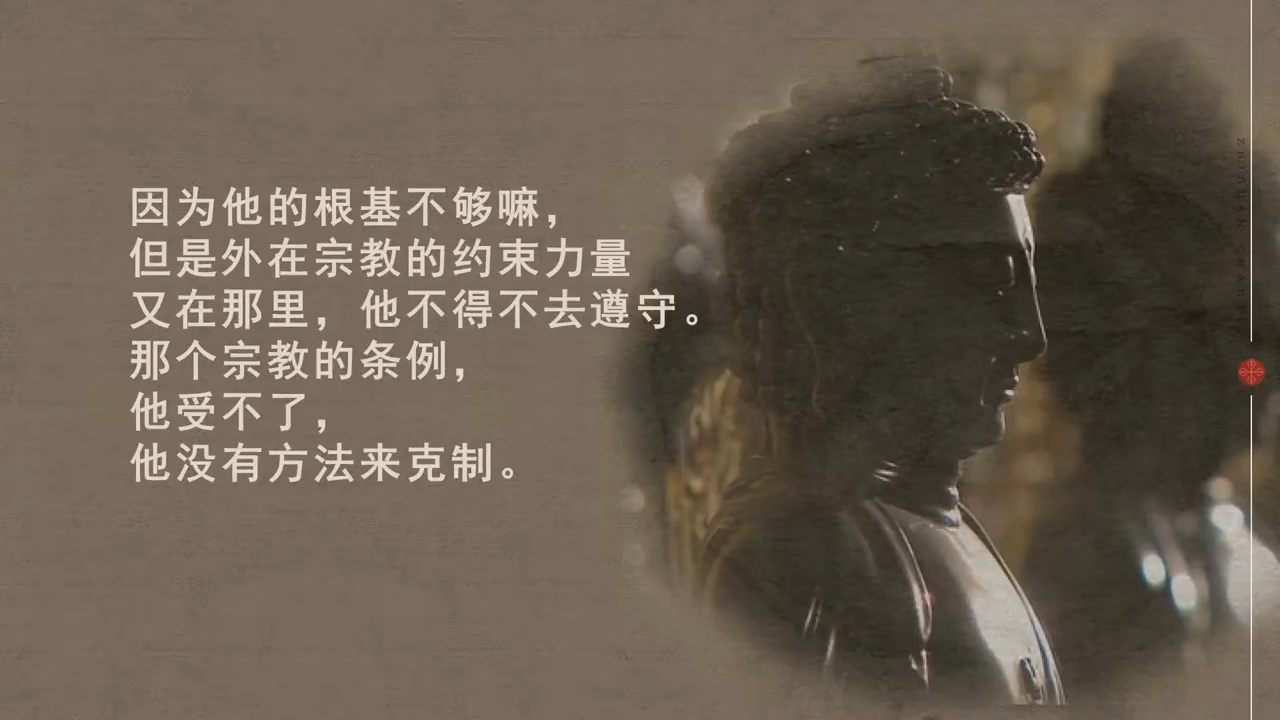 因为他的根基不够嘛，
但是外在宗教的约束力量
又在那里，他不得不去遵守。
那个宗教的条例，
他受不了，
他没有方法来克制。